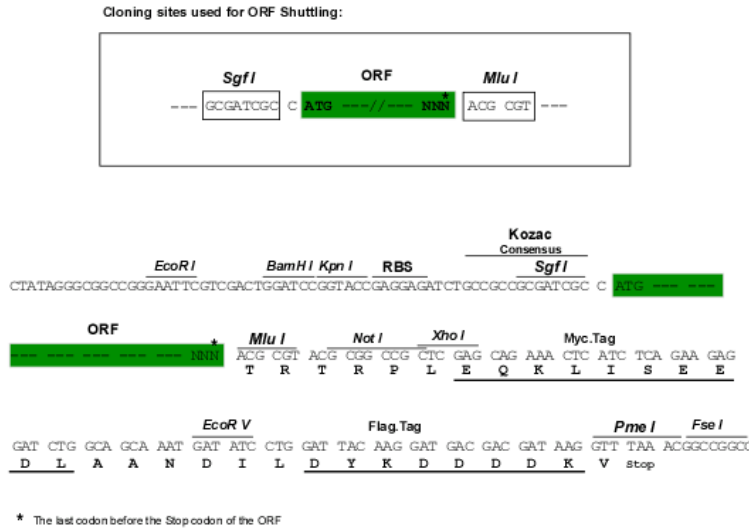 Cloning sites used for ORF Shuttling:
Sgf I ORF Mlu I
--- GCGATCGC C ATG ---//--- NNN* ACG CGT ---
Kozac
Consensus
EcoR I BamH I Kpn I RBS Sgf I
CTATAGGGCGGCCGGGAATTCGTCGACTGGATCCGGTACCGAGGAGATCTGCCGCCGCGATCGC C ATG --- ---
ORF Mlu I Not I Xho I Myc.Tag
--- --- --- --- --- NNN* ACG CGT ACG CGG CCG CTC GAG CAG AAA CTC ATC TCA GAA GAG
T R T R P L E Q K L I S E E
EcoR V Flag.Tag Pme I Fse I
GAT CTG GCA GCA AAT GAT ATC CTG GAT TAC AAG GAT GAC GAC GAT AAG GTT TAA ACGGCCGGCC
D L A A N D I L D Y K D D D D K V Stop
* The last codon before the Stop codon of the ORF